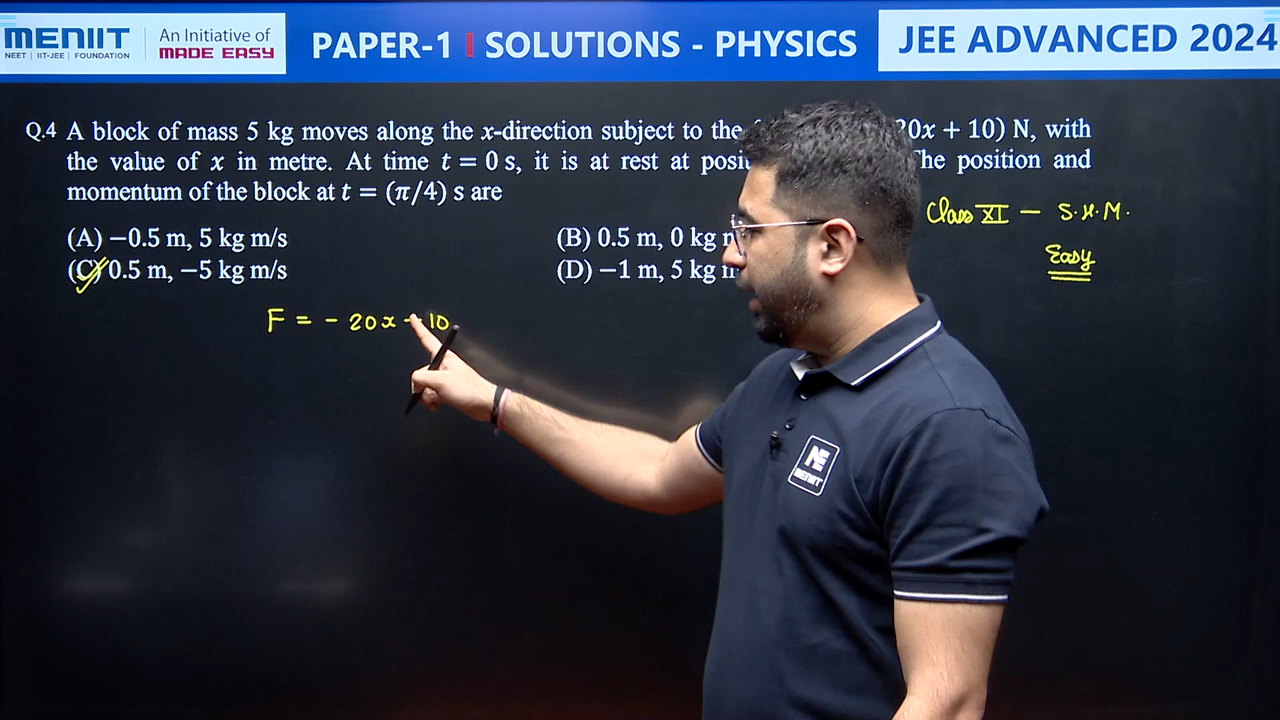 MENIIT
NEET | IIT-JEE | FOUNDATION
An Initiative of
MADE EASY
PAPER-1 | SOLUTIONS - PHYSICS
JEE ADVANCED 2024
Q.4 A block of mass 5 kg moves along the x-direction subject to the 20x + 10) N, with
the value of x in metre. At time t = 0 s, it is at rest at The position and
momentum of the block at t = (π/4) s are
(A) −0.5 m, 5 kg m/s
(B) 0.5 m, 0 kg
(C) 0.5 m, −5 kg m/s
(D) −1 m, 5 kg
Class XI - S.H.M.
Easy
F = - 20x 10
NE
MENIIT